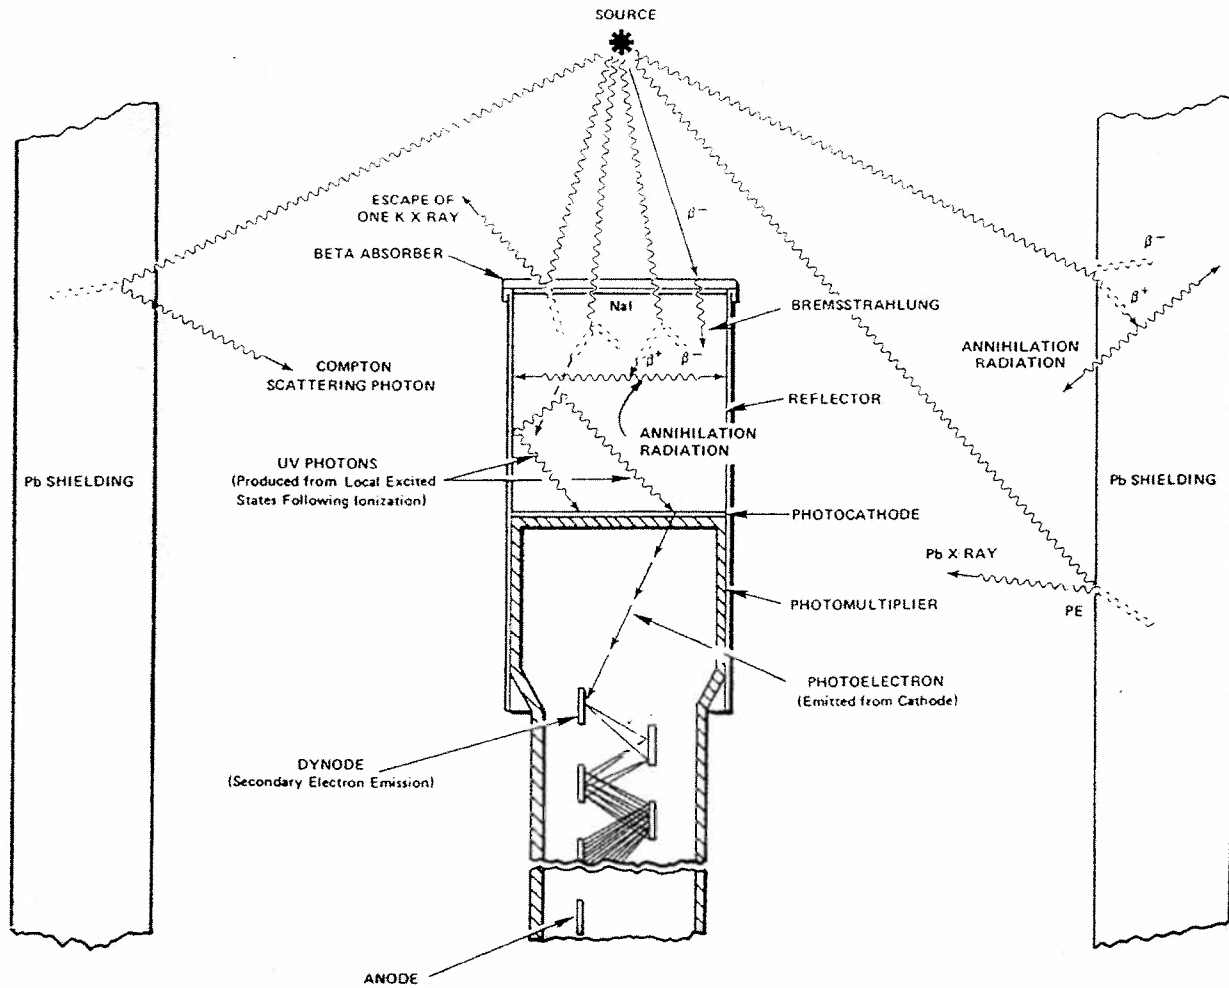 SOURCE
ESCAPE OF
ONE K X RAY
β−
BETA ABSORBER
NaI
BREMSSTRAHLUNG
β−
β+
ANNIHILATION
RADIATION
COMPTON
SCATTERING PHOTON
β+
β−
REFLECTOR
ANNIHILATION
RADIATION
UV PHOTONS
(Produced from Local Excited
States Following Ionization)
Pb SHIELDING
Pb SHIELDING
PHOTOCATHODE
Pb X RAY
PHOTOMULTIPLIER
PE
PHOTOELECTRON
(Emitted from Cathode)
DYNODE
(Secondary Electron Emission)
ANODE